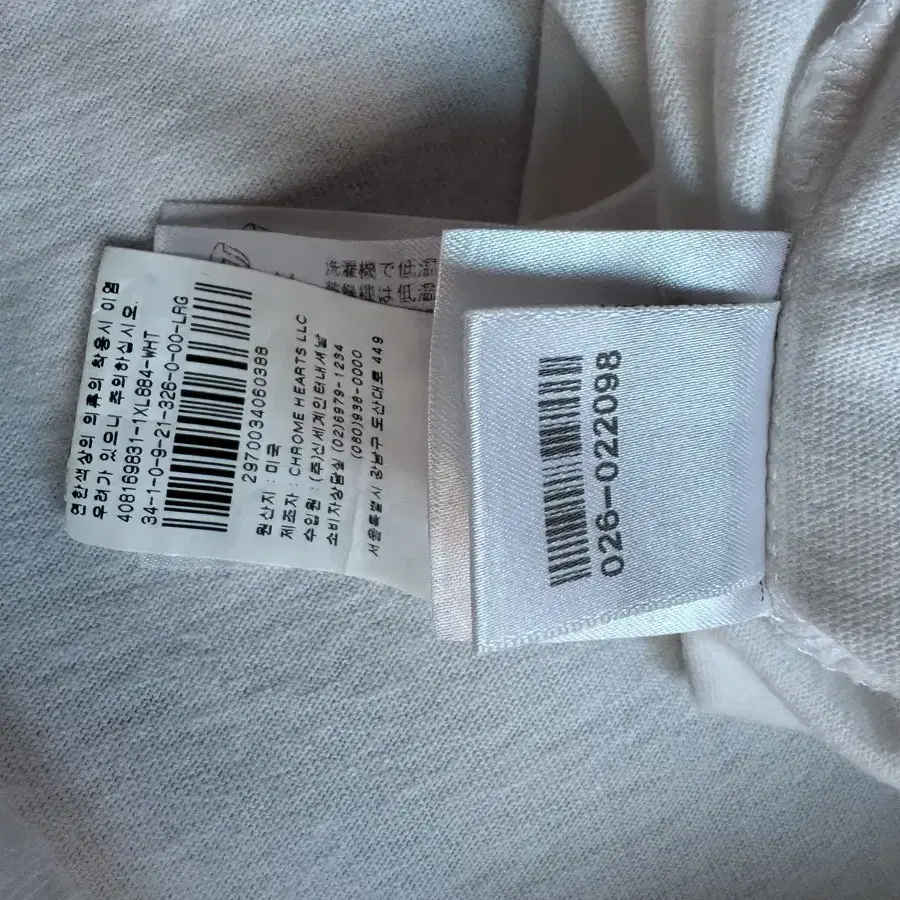 연한색상의 의류의 착용시 이염
우려가 있으니 주의하십시오.
408169831-1XL884-WHT
34-1-0-9-21-326-0-00-LRG
2970034060388
원산지 : 미국
제조자 : CHROME HEARTS LLC
수입원 : (주)신세계인터내셔날
소비자상담실 (02)6979-1234
(080)938-0000
서울특별시 강남구 도산대로 449
洗濯機で低温
乾燥機は低温
026-022098